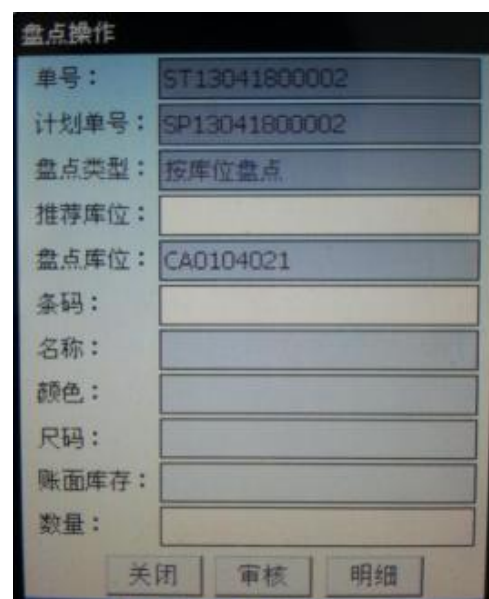 盘点操作
单号： ST13041800002
计划单号： SP13041800002
盘点类型： 按库位盘点
推荐库位：
盘点库位： CA0104021
条码：
名称：
颜色：
尺码：
账面库存：
数量：
关闭 审核 明细